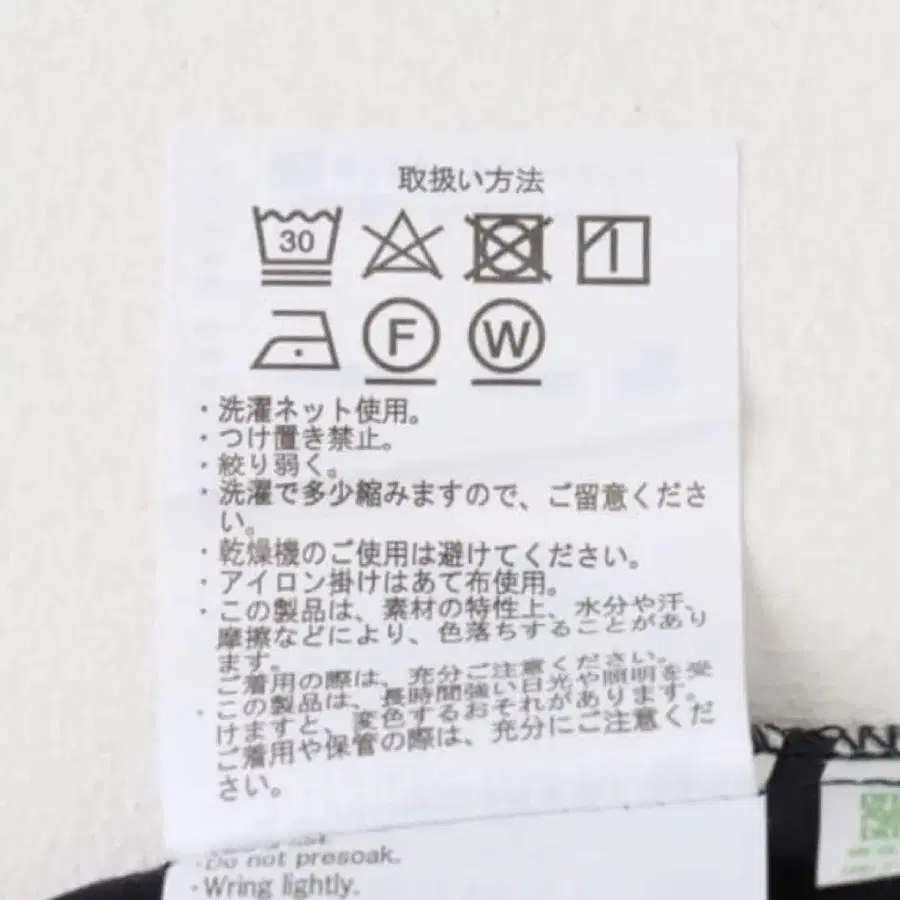 取扱い方法
30
F W
・洗濯ネット使用。
・つけ置き禁止。
・絞り弱く。
・洗濯で多少縮みますので、ご留意くださ
い。
・乾燥機のご使用は避けてください。
・アイロン掛けはあて布使用。
・この製品は、素材の特性上、水分や汗、
摩擦などにより、色落ちすることがあり
ます。
ご着用の際は、充分ご注意ください。
・この製品は、長時間強い日光や照明を受
けますと、変色するおそれがあります。
ご着用や保管の際は、充分にご注意くだ
さい。
・Do not presoak.
・Wring lightly.